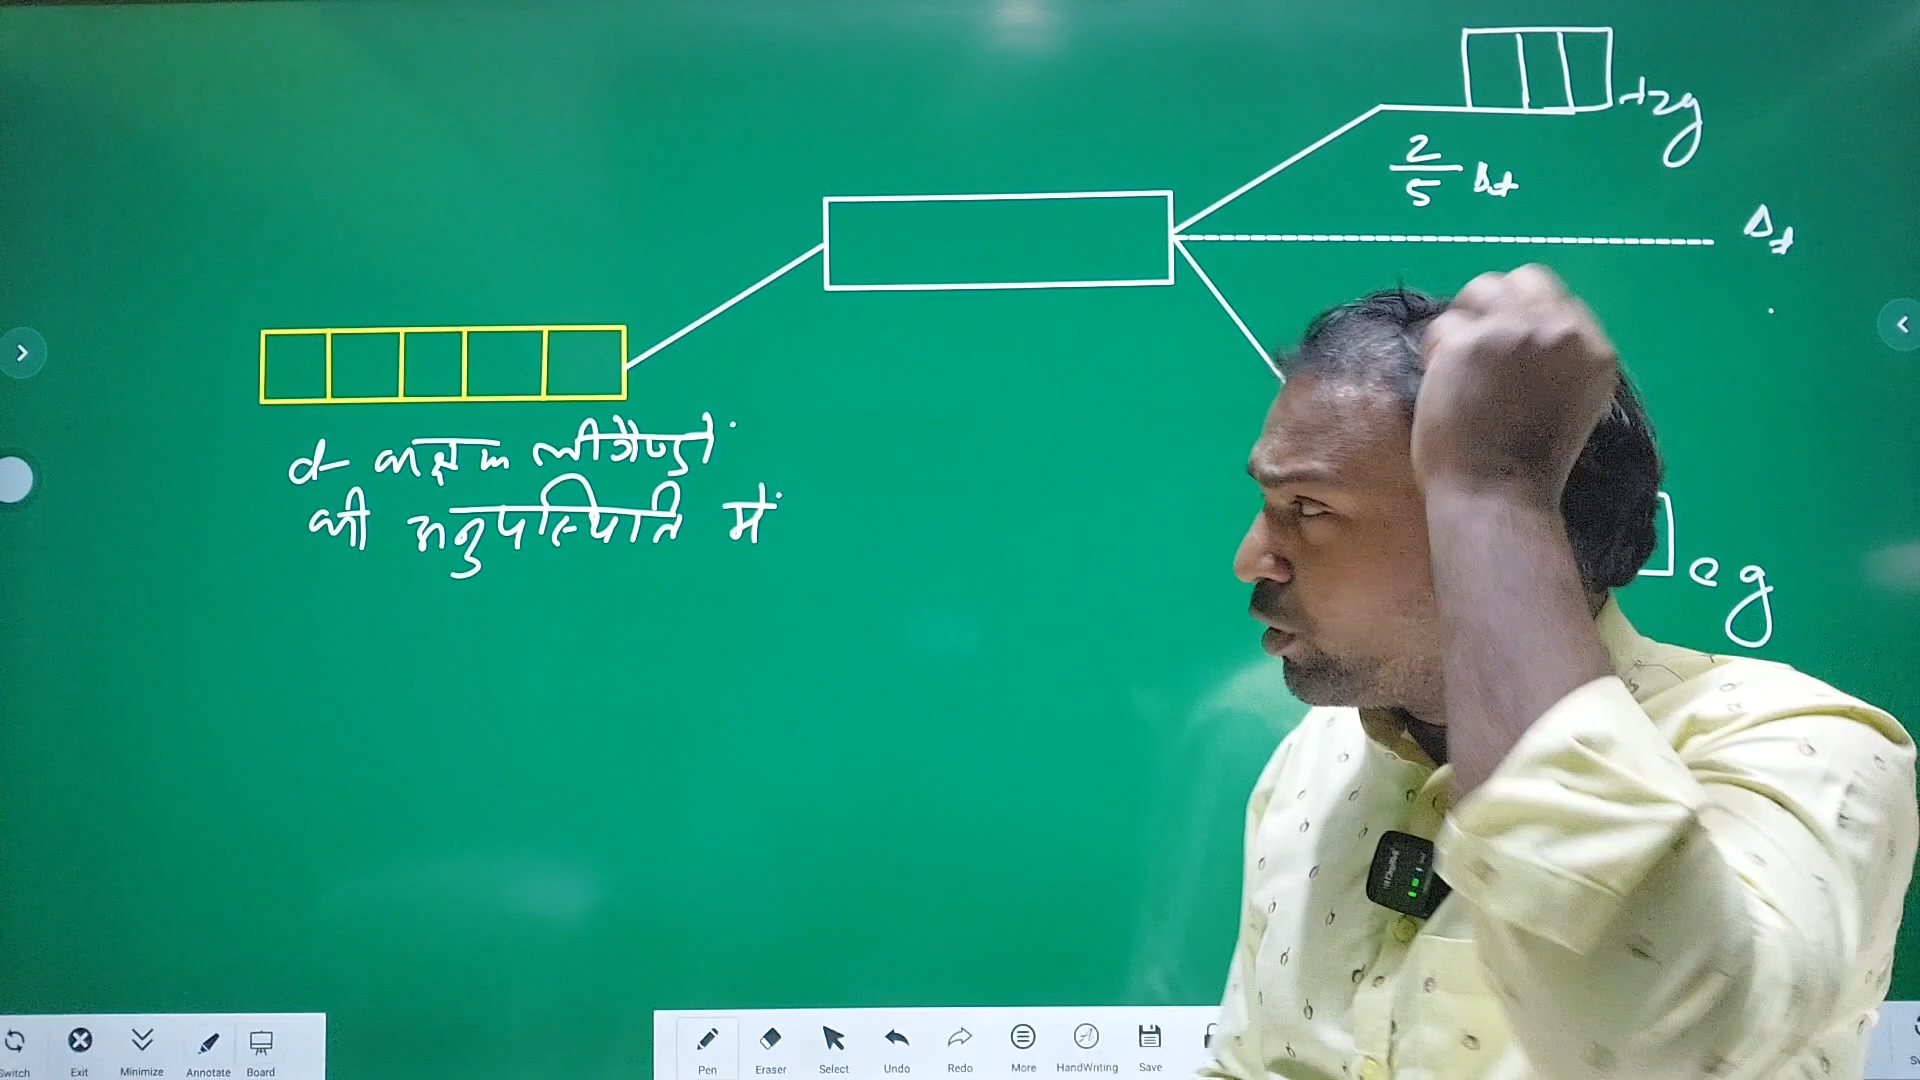 t2g
2/5 Δt
Δt
d- कक्षक लीगैण्डों
की अनुपस्थिति में
eg
Switch Exit Minimize Annotate Board
Pen Eraser Select Undo Redo More HandWriting Save